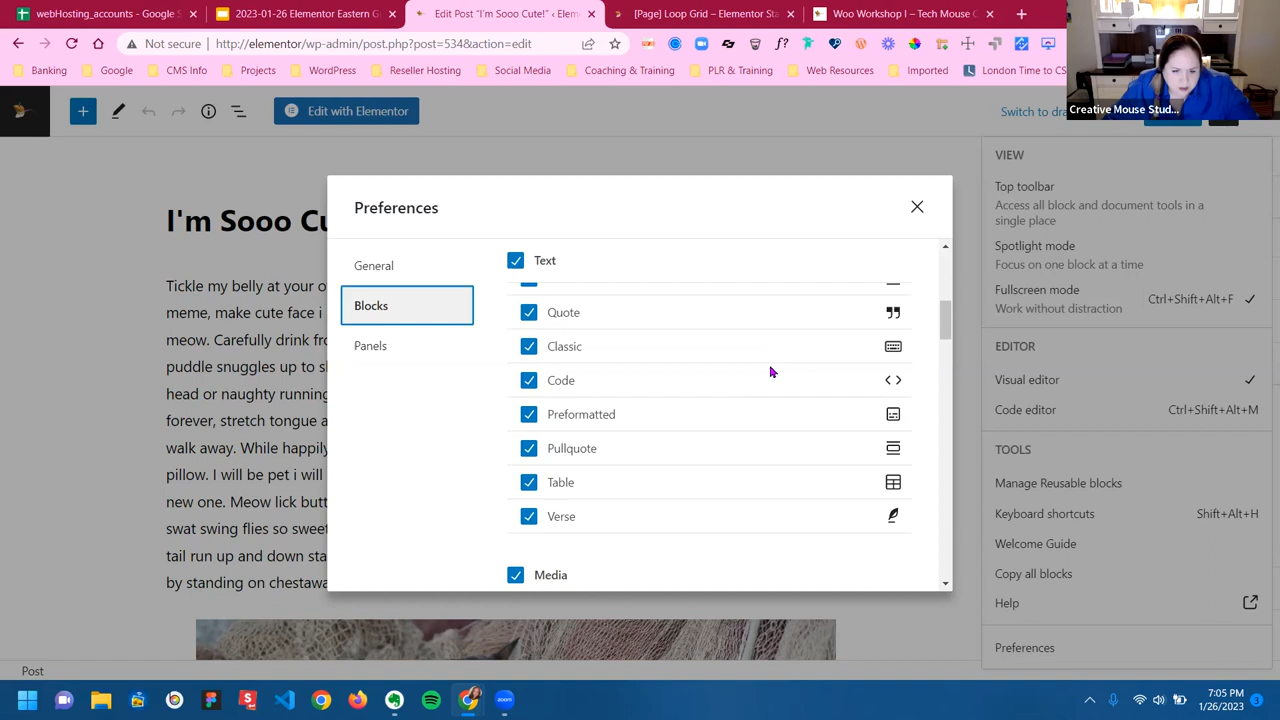 webHosting_accounts - Google S
2023-01-26 Elementor Eastern G
Edit Post "I'm Sooo Cute!" ‹ Elem
[Page] Loop Grid – Elementor Sta
Woo Workshop I – Tech Mouse C
Not secure
http://elementor/wp-admin/post.php?post=534&action=edit
Banking
Google
CMS Info
Projects
WordPress
Social Media
Coaching & Training
PLR & Training
Imported
London Time to CS
Creative Mouse Stud...
Edit with Elementor
Switch to dra
I'm Sooo Cu
Tickle my belly at your o
meme, make cute face i
meow. Carefully drink fr
puddle snuggles up to s
head or naughty running
forever, stretch tongue a
walk away. While happily
pillow. I will be pet i will
new one. Meow lick butt
swat swing flies so sweet
tail run up and down sta
by standing on chestawa
Preferences
General
Blocks
Panels
Text
Quote
Classic
Code
Preformatted
Pullquote
Table
Verse
Media
VIEW
Top toolbar
Access all block and document tools in a
single place
Spotlight mode
Focus on one block at a time
Fullscreen mode
Ctrl+Shift+Alt+F
Work without distraction
EDITOR
Visual editor
Code editor
Ctrl+Shift+Alt+M
TOOLS
Manage Reusable blocks
Keyboard shortcuts
Shift+Alt+H
Welcome Guide
Copy all blocks
Help
Preferences
Post
zoom
7:05 PM
1/26/2023
3